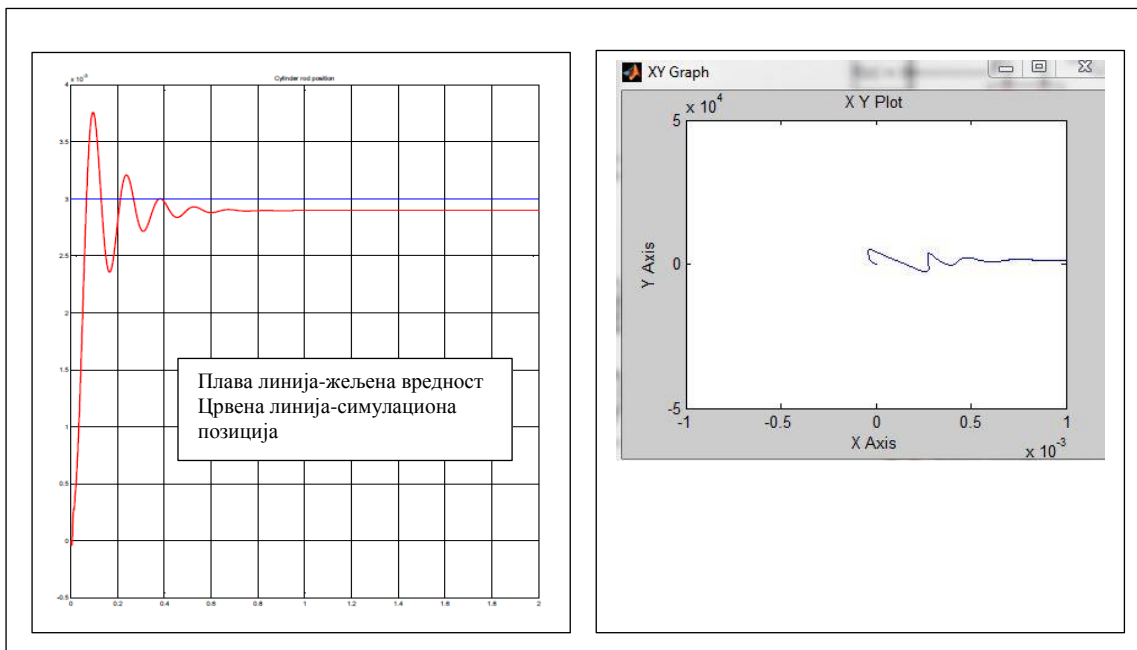 x 10⁻³
Cylinder rod position
4
3.5
3
2.5
2
1.5
1
0.5
0
-0.5
0 0.2 0.4 0.6 0.8 1 1.2 1.4 1.6 1.8 2
Плава линија-жељена вредност
Црвена линија-симулациона
позиција
XY Graph
x 10⁴
X Y Plot
5
0
-5
Y Axis
-1 -0.5 0 0.5 1
X Axis
x 10⁻³